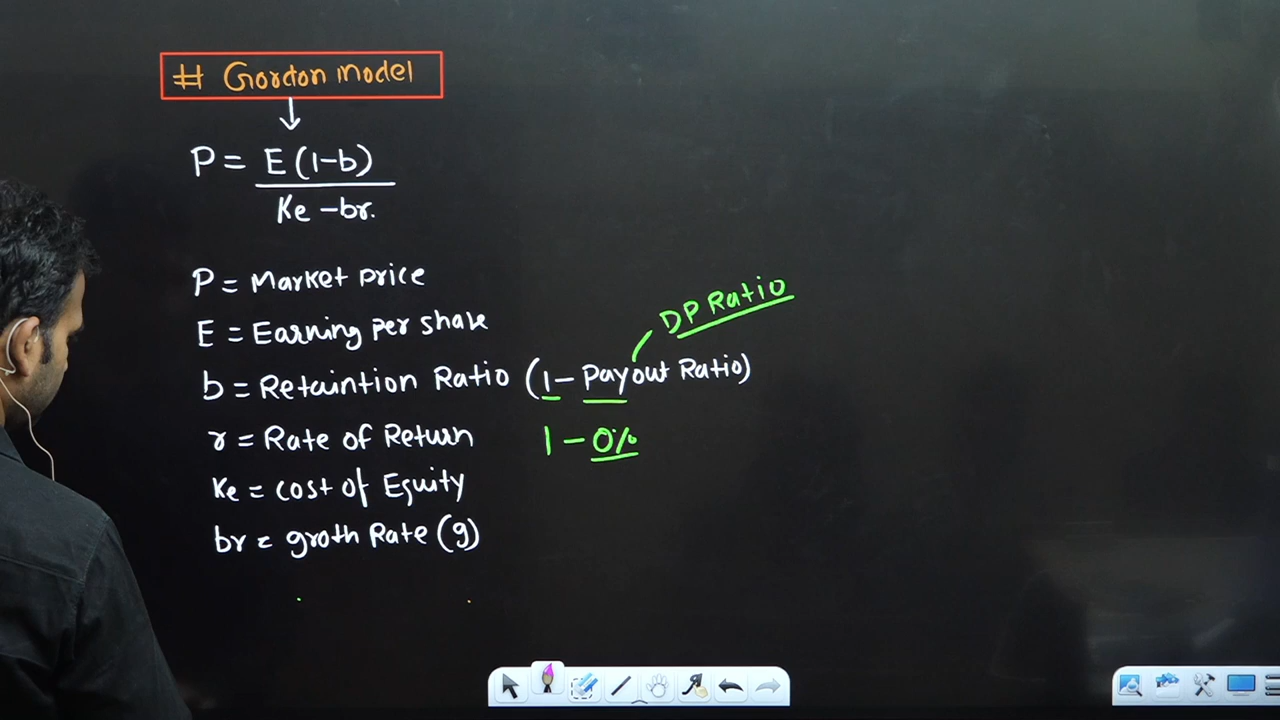 # Gordon model
P = E(1-b)
Ke -br.
P = Market price
E = Earning per share
DP Ratio
b = Retaintion Ratio (1- Payout Ratio)
r = Rate of Return 1 - 0%
Ke = cost of Equity
br = groth Rate (g)